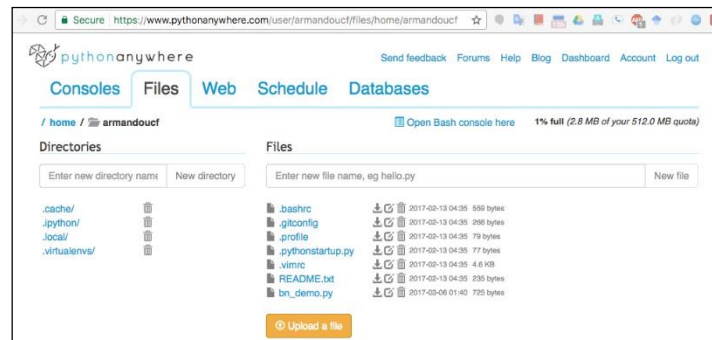 Secure https://www.pythonanywhere.com/user/armandoucf/files/home/armandoucf
pythonanywhere
Send feedback Forums Help Blog Dashboard Account Log out
Consoles Files Web Schedule Databases
/ home / armandoucf
Open Bash console here 1% full (2.8 MB of your 512.0 MB quota)
Directories Files
Enter new directory name New directory Enter new file name, eg hello.py New file
.cache/ .bashrc 2017-02-13 04:35 559 bytes
.ipython/ .gitconfig 2017-02-13 04:35 266 bytes
.local/ .profile 2017-02-13 04:35 79 bytes
.virtualenvs/ .pythonstartup.py 2017-02-13 04:35 77 bytes
.vimrc 2017-02-13 04:35 4.6 KB
README.txt 2017-02-13 04:35 235 bytes
bn_demo.py 2017-03-06 01:40 725 bytes
Upload a file